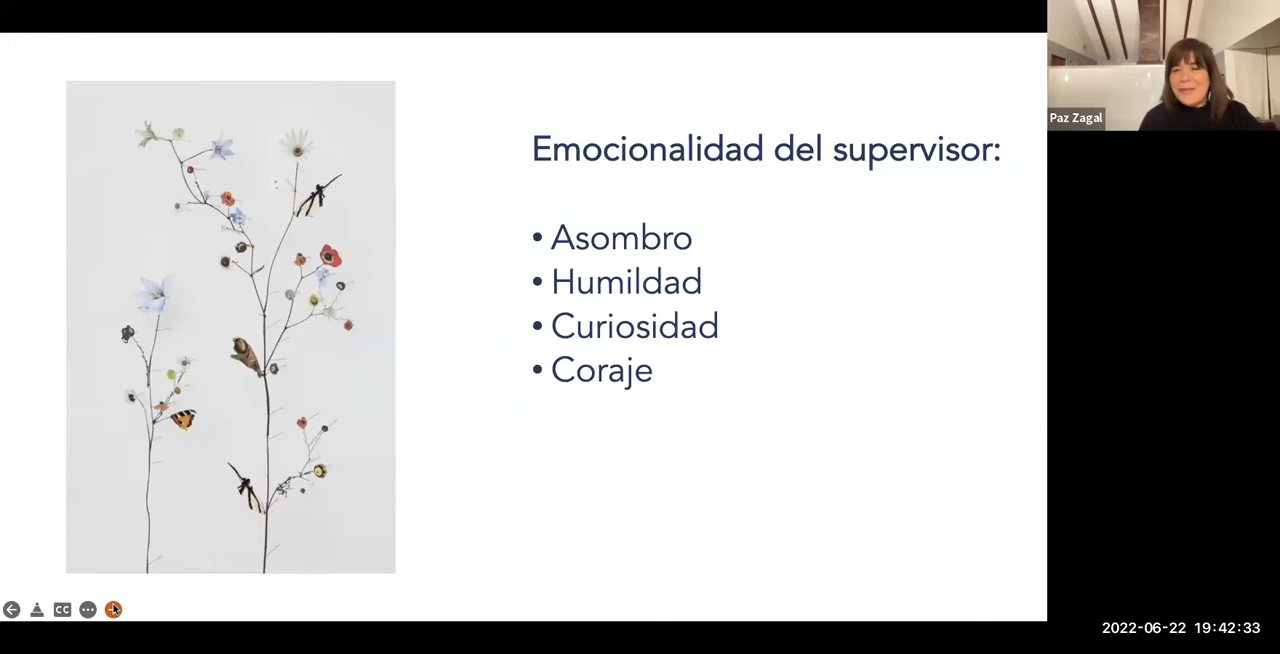 Paz Zagal
Emocionalidad del supervisor:
• Asombro
• Humildad
• Curiosidad
• Coraje
CC
2022-06-22 19:42:33